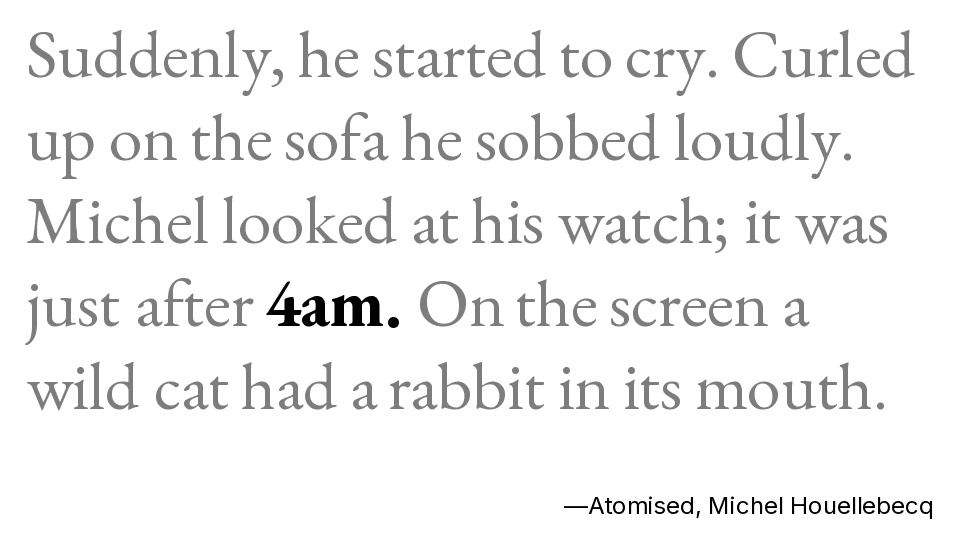 Suddenly, he started to cry. Curled
up on the sofa he sobbed loudly.
Michel looked at his watch; it was
just after 4am. On the screen a
wild cat had a rabbit in its mouth.
—Atomised, Michel Houellebecq